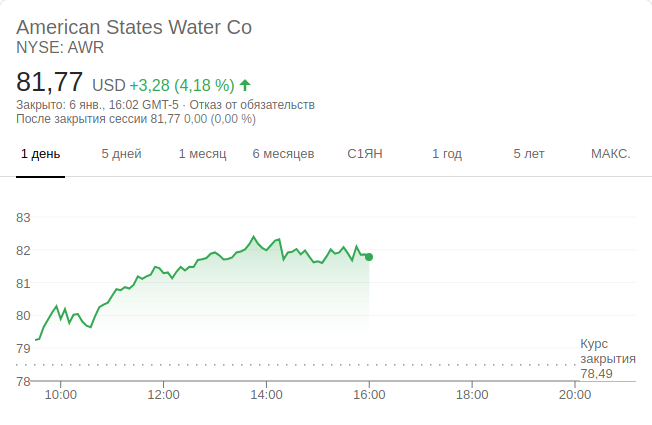 American States Water Co
NYSE: AWR
81,77 USD +3,28 (4,18 %)
Закрыто: 6 янв., 16:02 GMT-5 · Отказ от обязательств
После закрытия сессии 81,77 0,00 (0,00 %)
1 день 5 дней 1 месяц 6 месяцев С1ЯН 1 год 5 лет МАКС.
83
82
81
80
79
78
Курс
закрытия
78,49
10:00 12:00 14:00 16:00 18:00 20:00